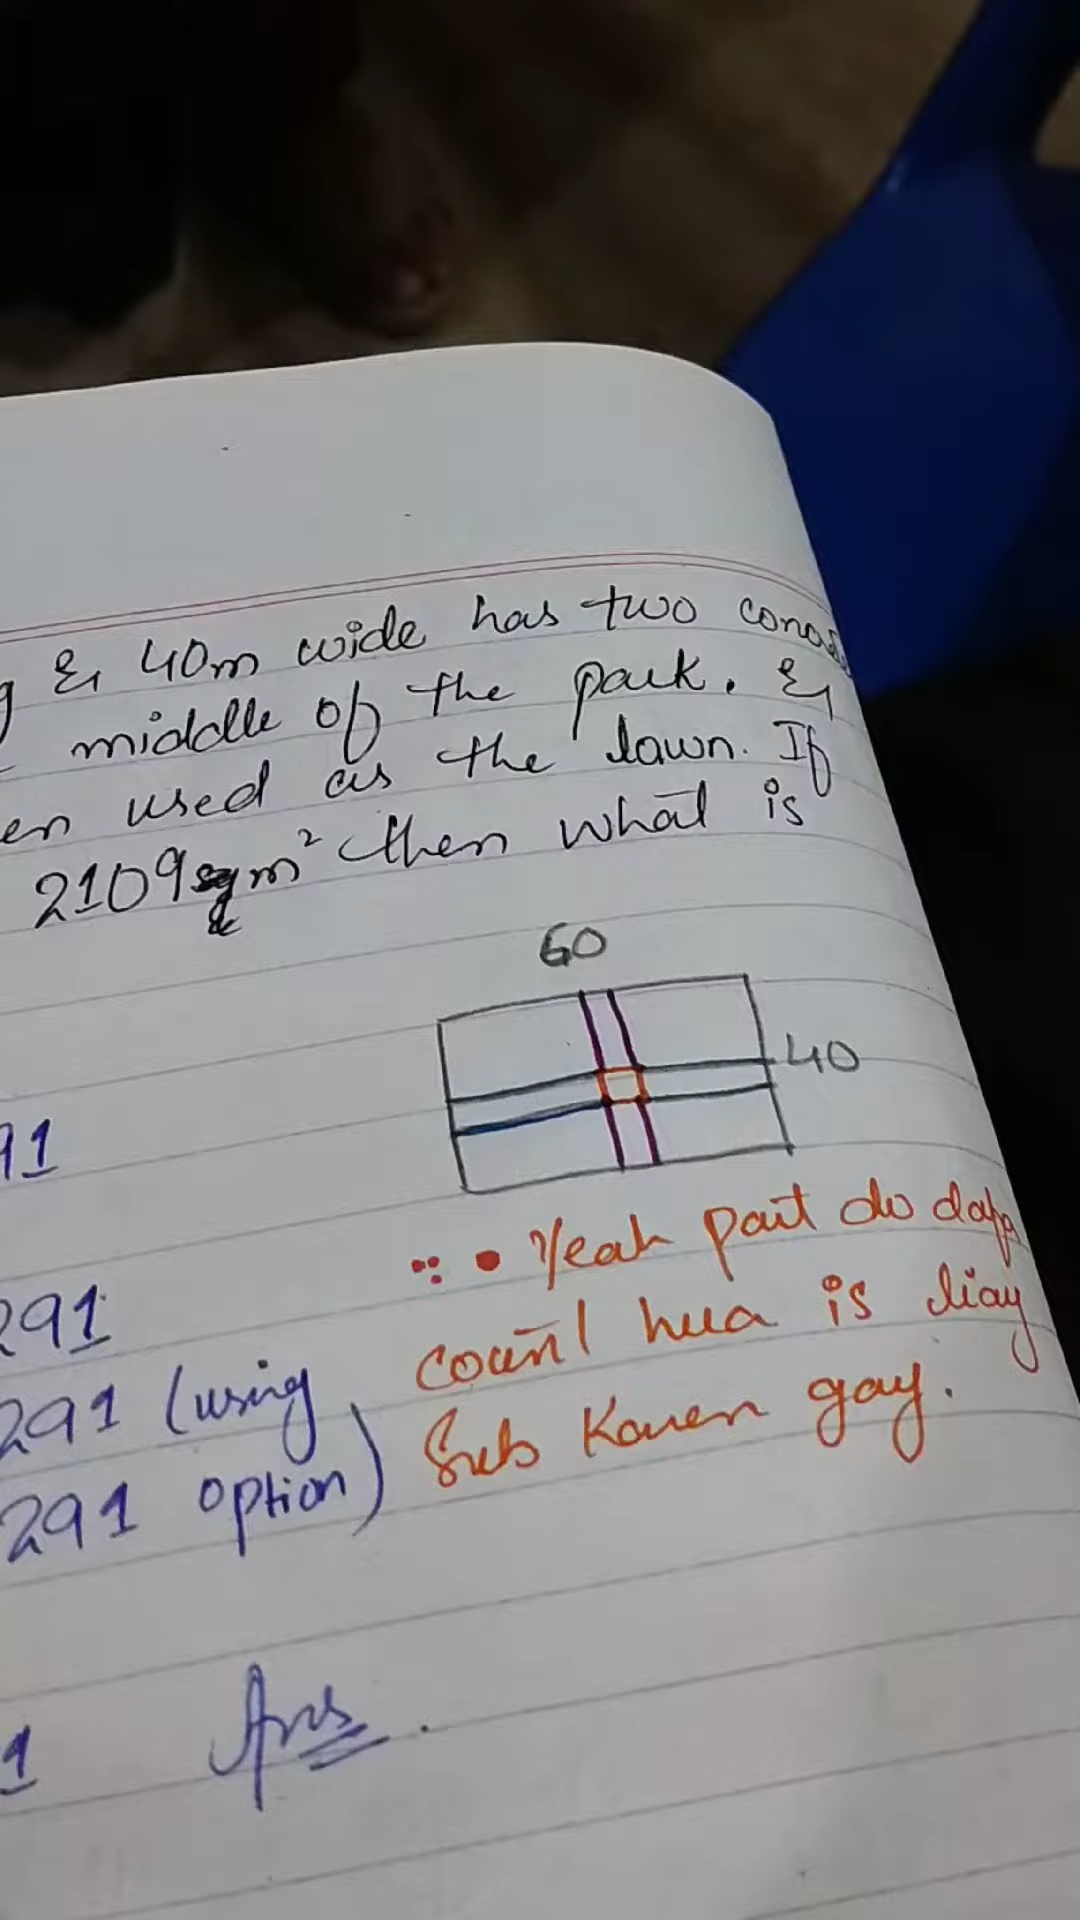 & 40m wide has two
middle of the park. &
en used as the lawn. If
2109 m² then what is
60
40
91
291
291 (using
291 option)
∵ • Yeah part do dafa
count hua is liay
Sub Karen gay.
1 Ans.